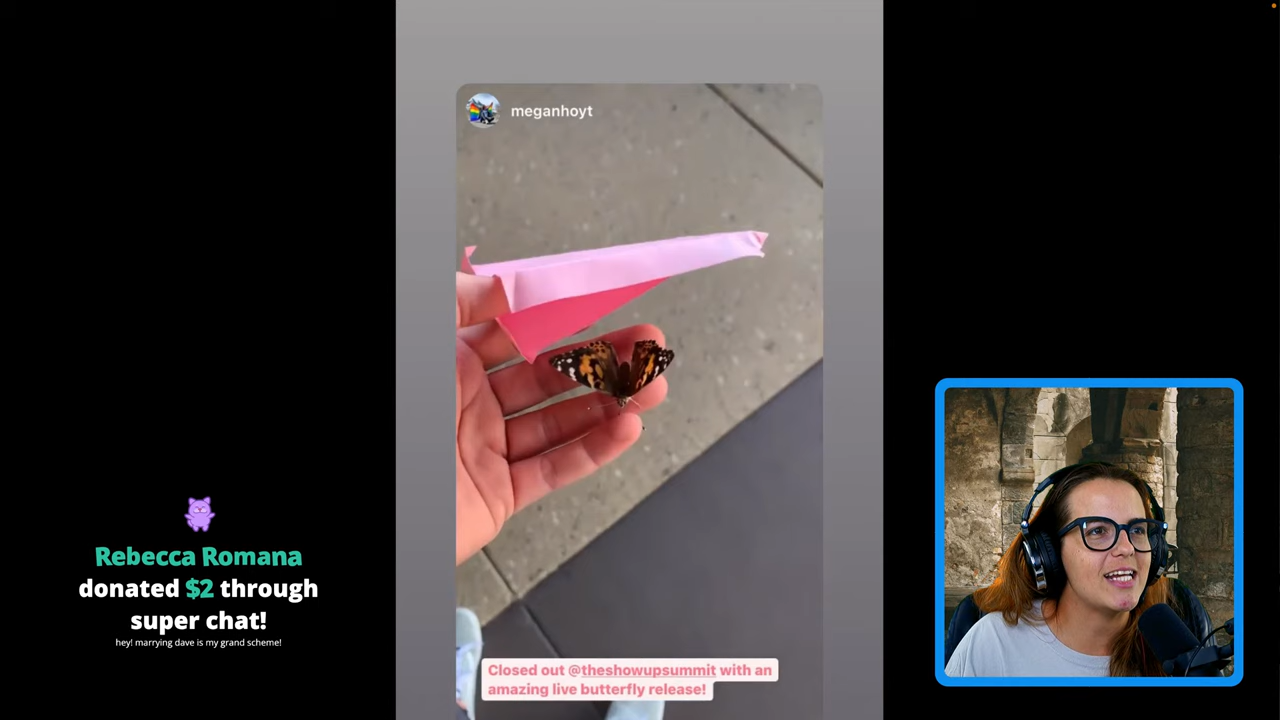 meganhoyt
Rebecca Romana
donated $2 through
super chat!
hey! marrying dave is my grand scheme!
Closed out @theshowupsummit with an
amazing live butterfly release!